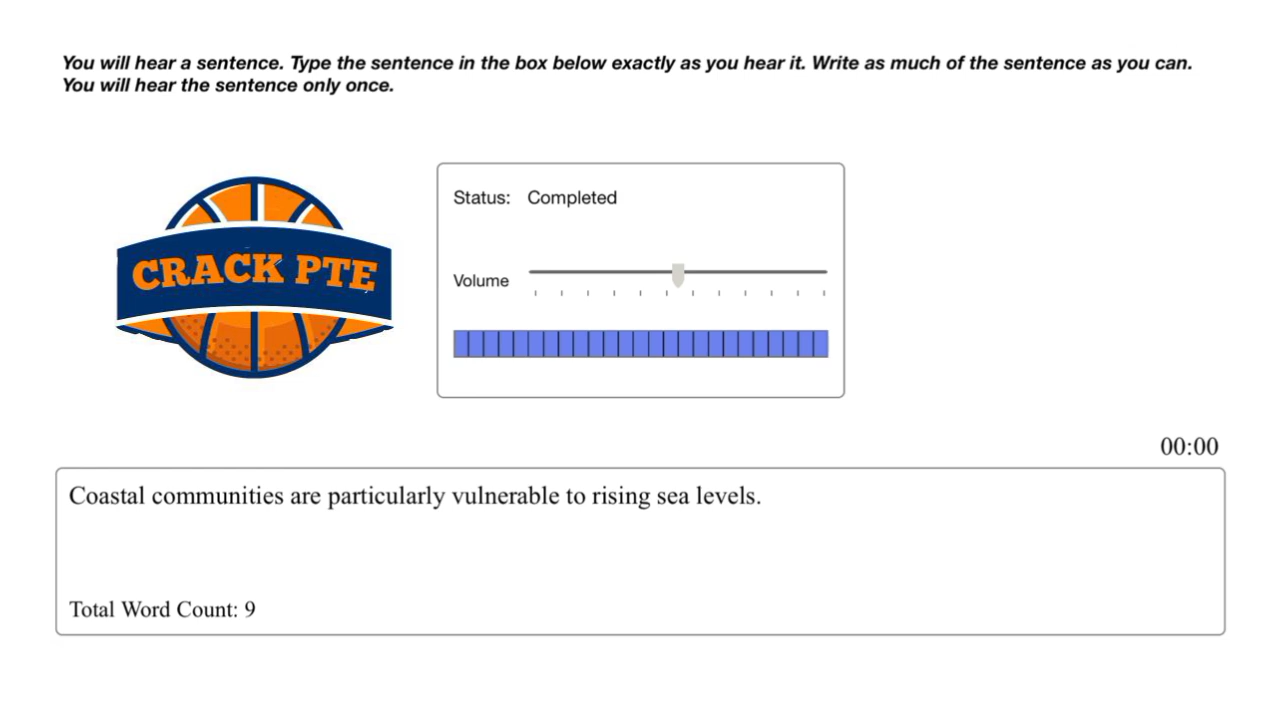 You will hear a sentence. Type the sentence in the box below exactly as you hear it. Write as much of the sentence as you can.
You will hear the sentence only once.
CRACK PTE
Status: Completed
Volume
00:00
Coastal communities are particularly vulnerable to rising sea levels.
Total Word Count: 9